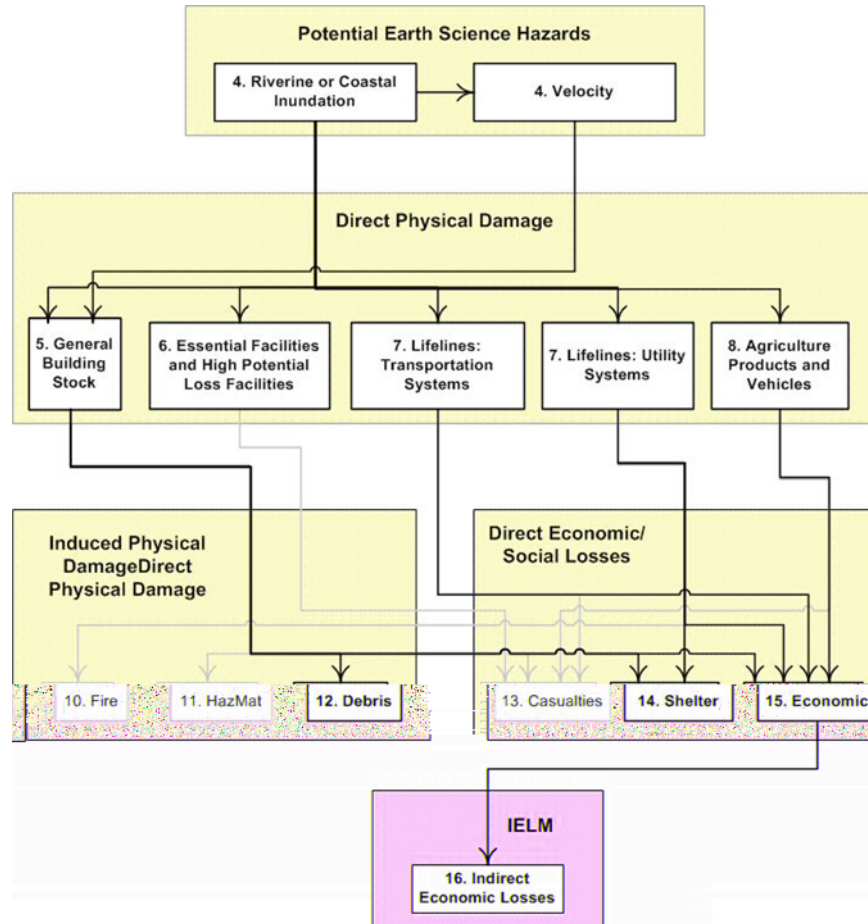 Potential Earth Science Hazards
4. Riverine or Coastal
Inundation
4. Velocity
Direct Physical Damage
5. General
Building
Stock
6. Essential Facilities
and High Potential
Loss Facilities
7. Lifelines:
Transportation
Systems
7. Lifelines: Utility
Systems
8. Agriculture
Products and
Vehicles
Induced Physical
DamageDirect
Physical Damage
Direct Economic/
Social Losses
10. Fire
11. HazMat
12. Debris
13. Casualties
14. Shelter
15. Economic
IELM
16. Indirect
Economic Losses